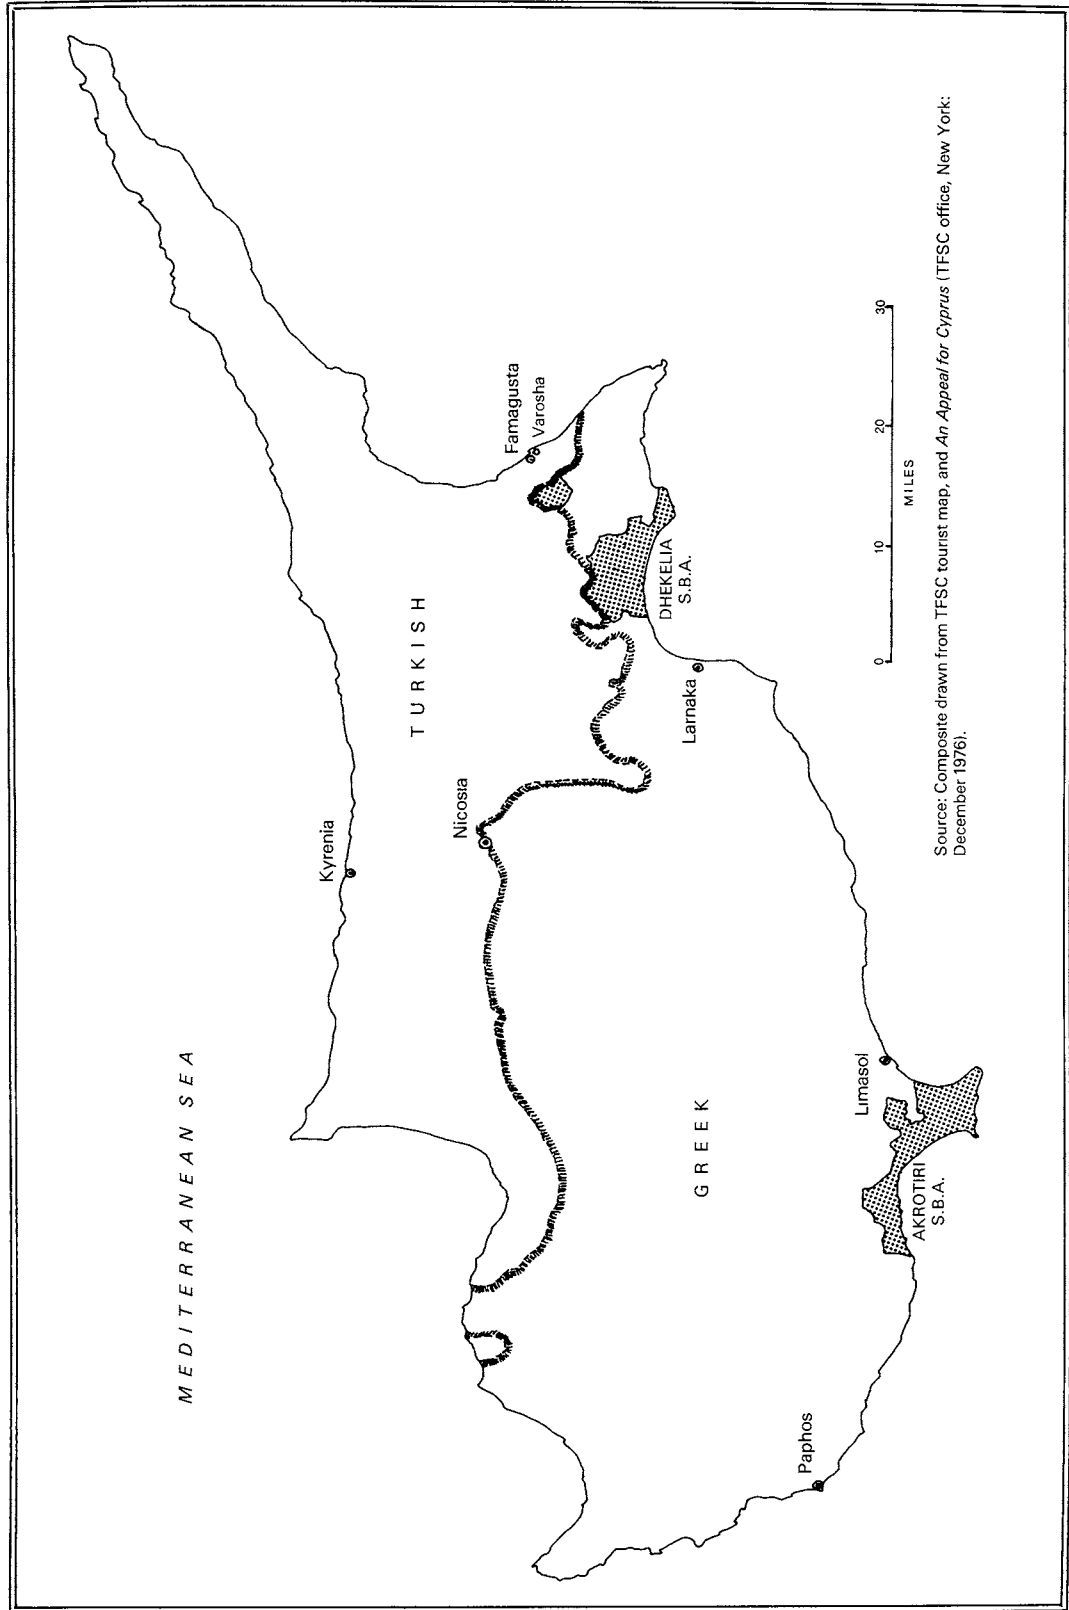 MEDITERRANEAN SEA
Kyrenia
Nicosia
TURKISH
Famagusta
Varosha
DHEKELIA
S.B.A.
Larnaka
GREEK
Limasol
AKROTIRI
S.B.A.
Paphos
0 10 20 30
MILES
Source: Composite drawn from TFSC tourist map, and An Appeal for Cyprus (TFSC office, New York:
December 1976).